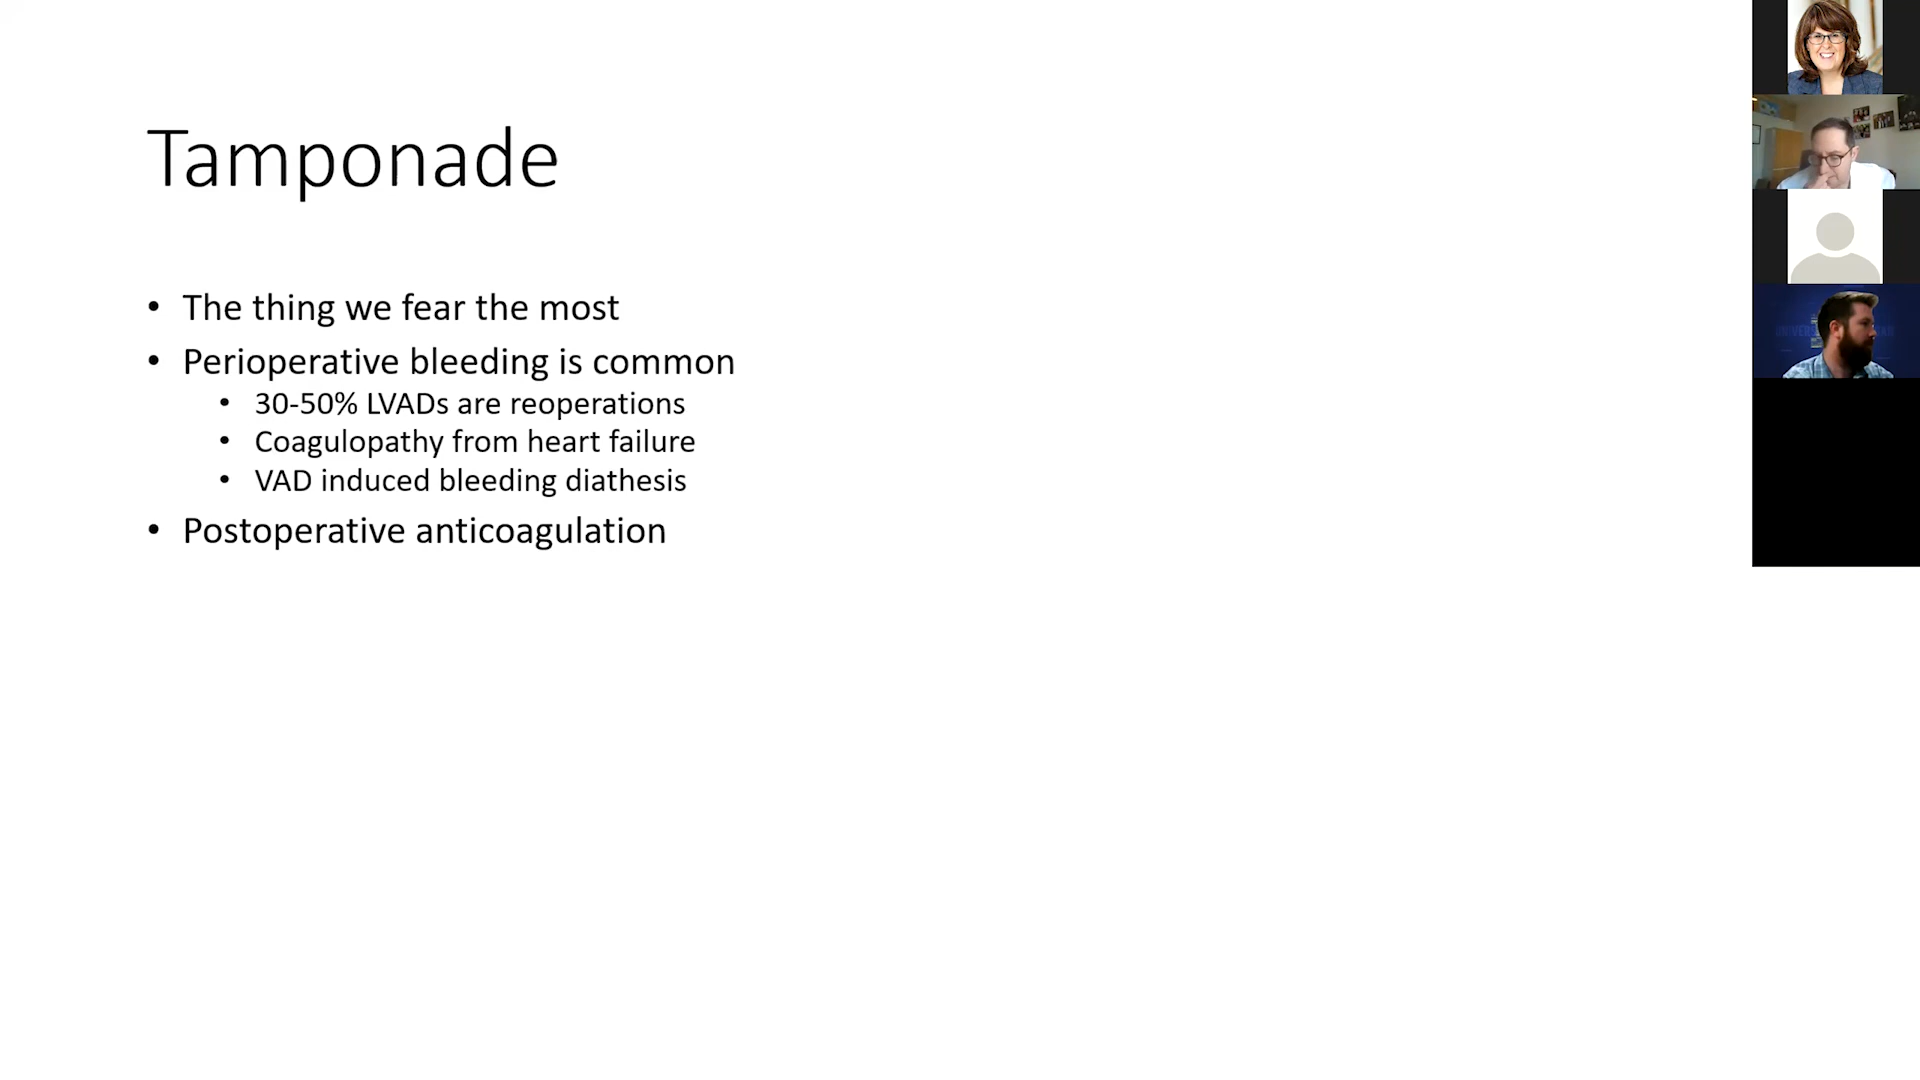 Tamponade
• The thing we fear the most
• Perioperative bleeding is common
• 30-50% LVADs are reoperations
• Coagulopathy from heart failure
• VAD induced bleeding diathesis
• Postoperative anticoagulation